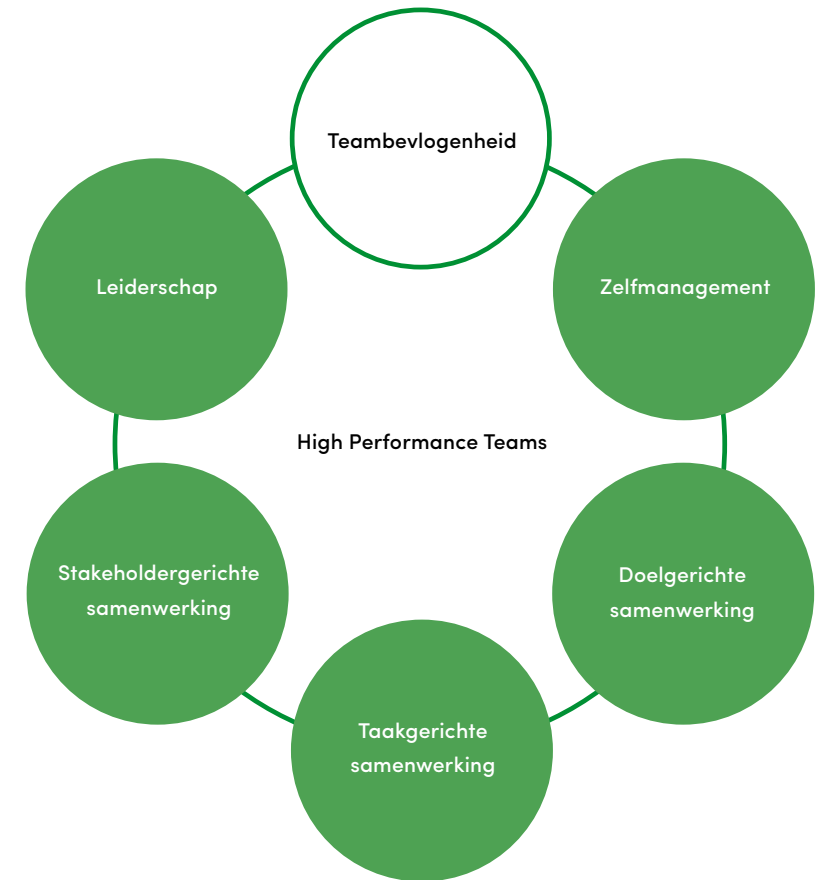 Teambevlogenheid
Leiderschap
Zelfmanagement
High Performance Teams
Stakeholdergerichte
samenwerking
Doelgerichte
samenwerking
Taakgerichte
samenwerking